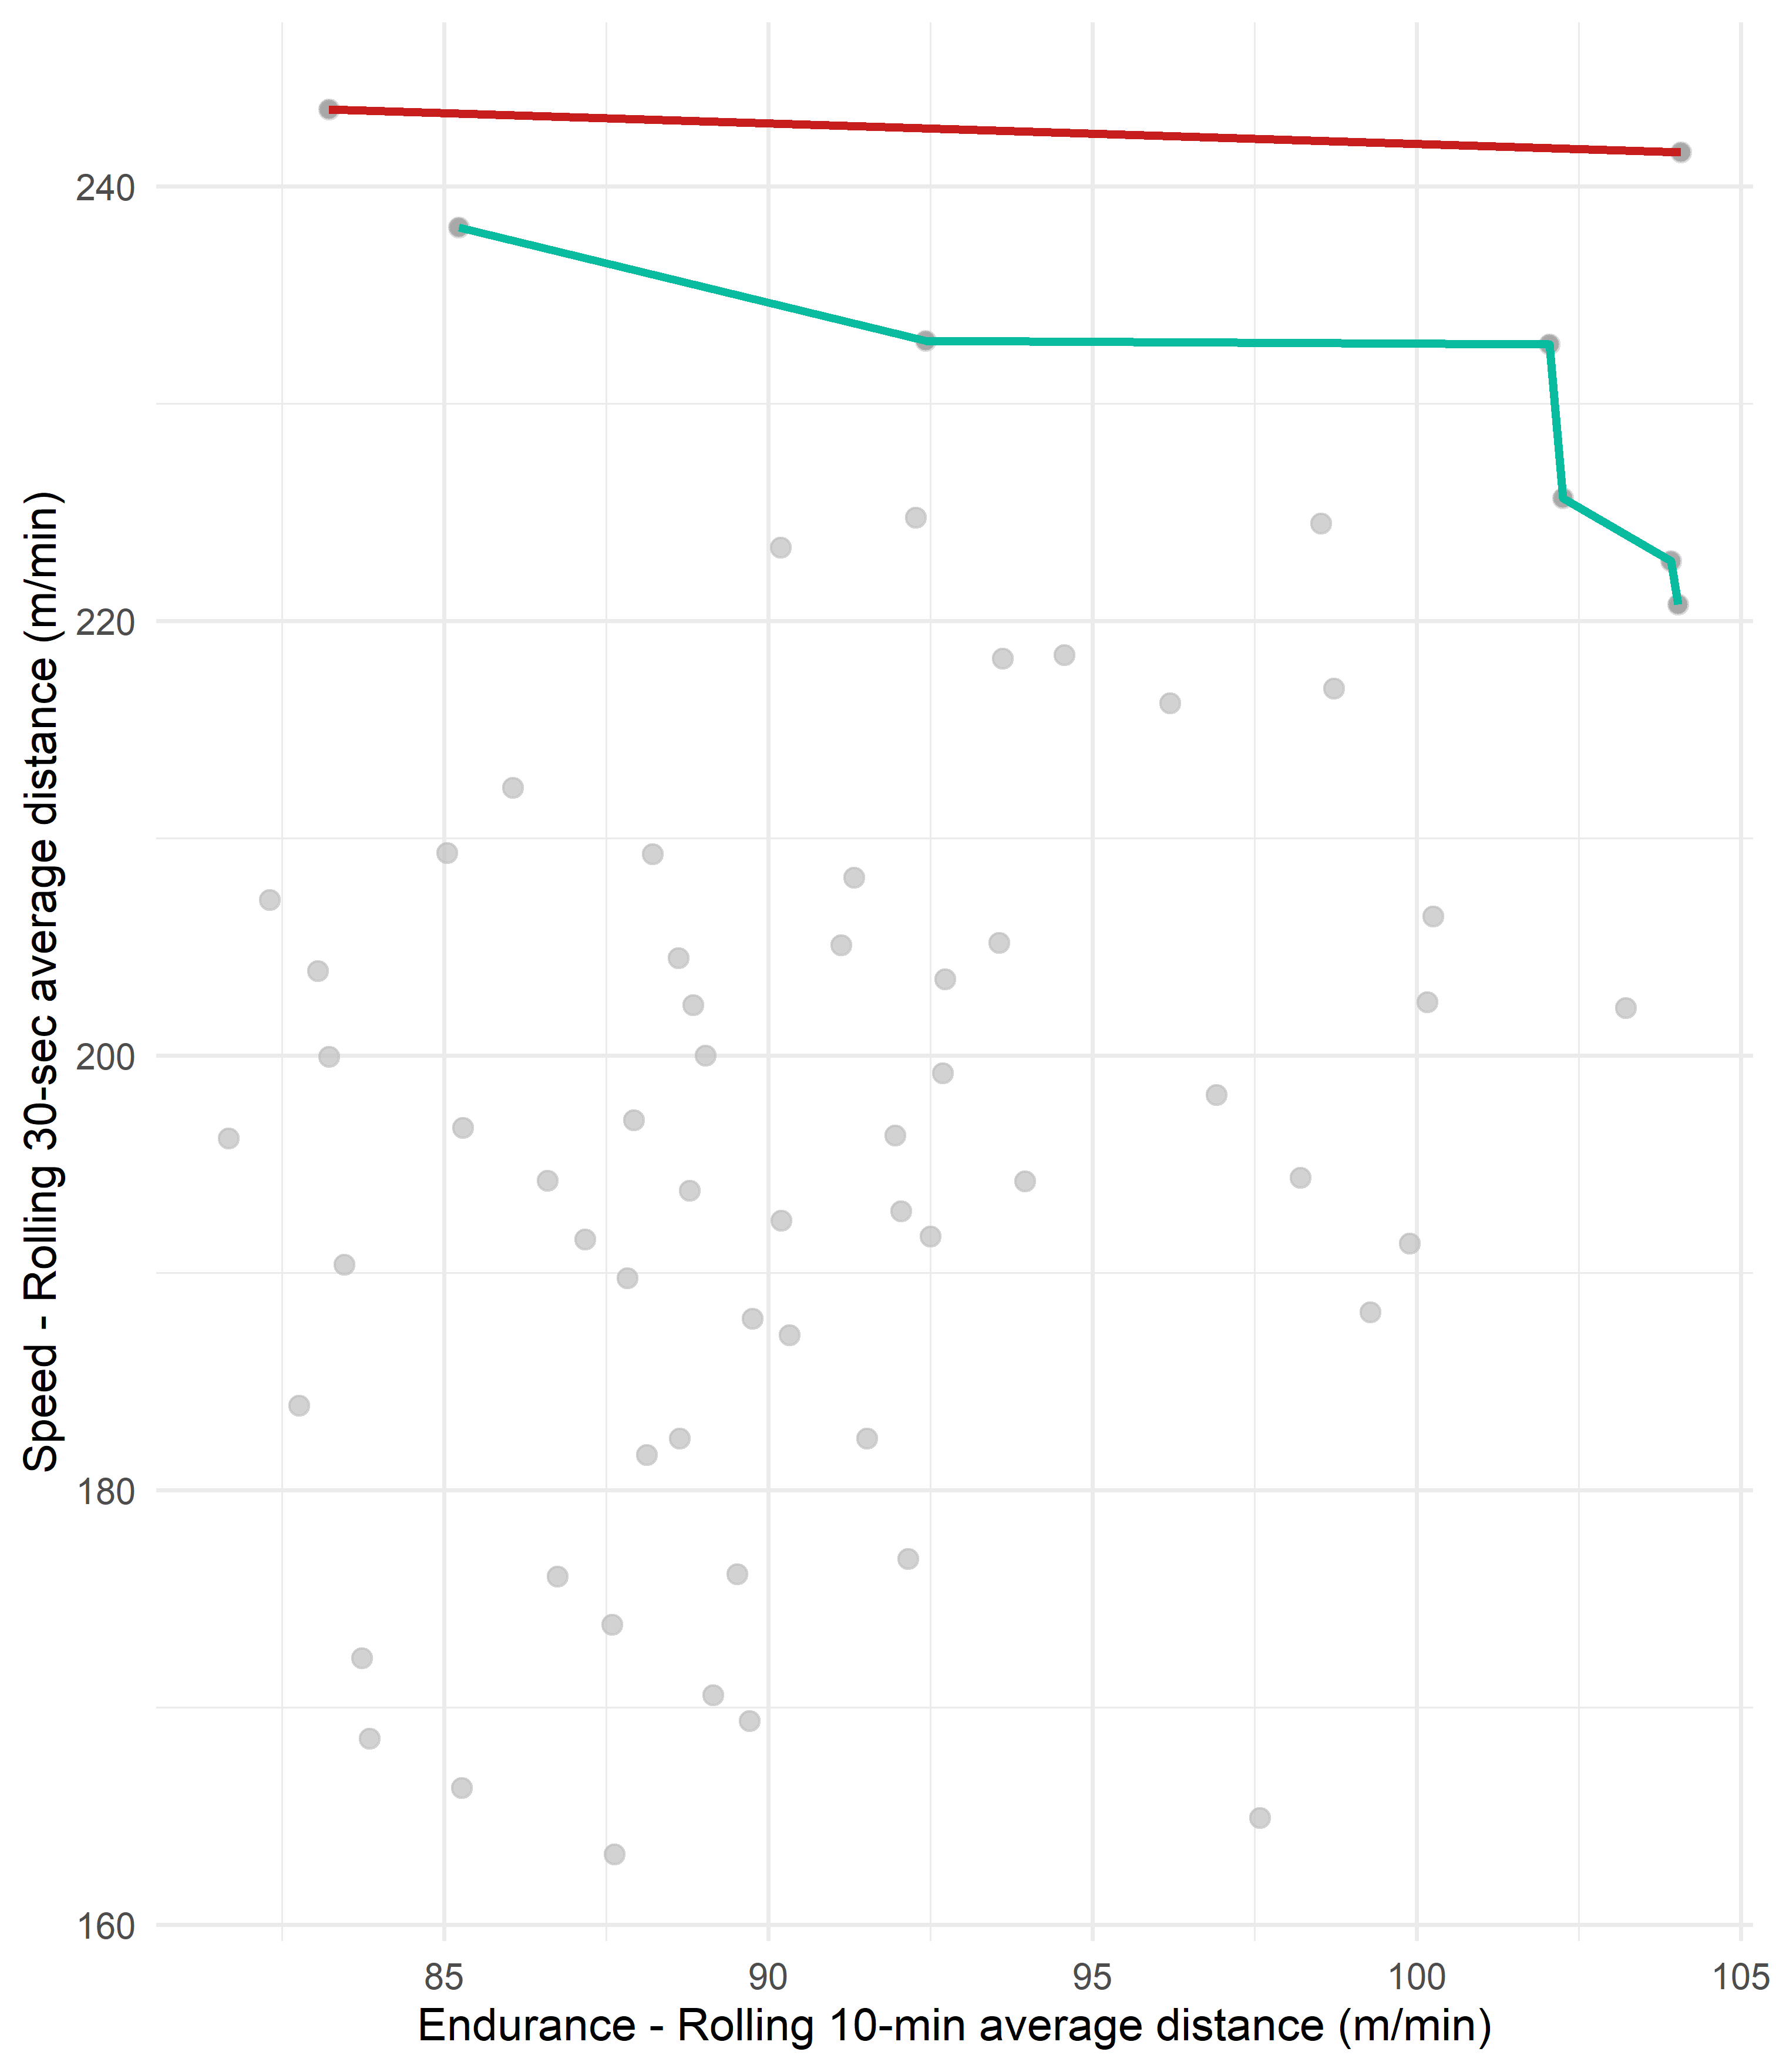 Speed - Rolling 30-sec average distance (m/min)
240
220
200
180
160
85 90 95 100 105
Endurance - Rolling 10-min average distance (m/min)